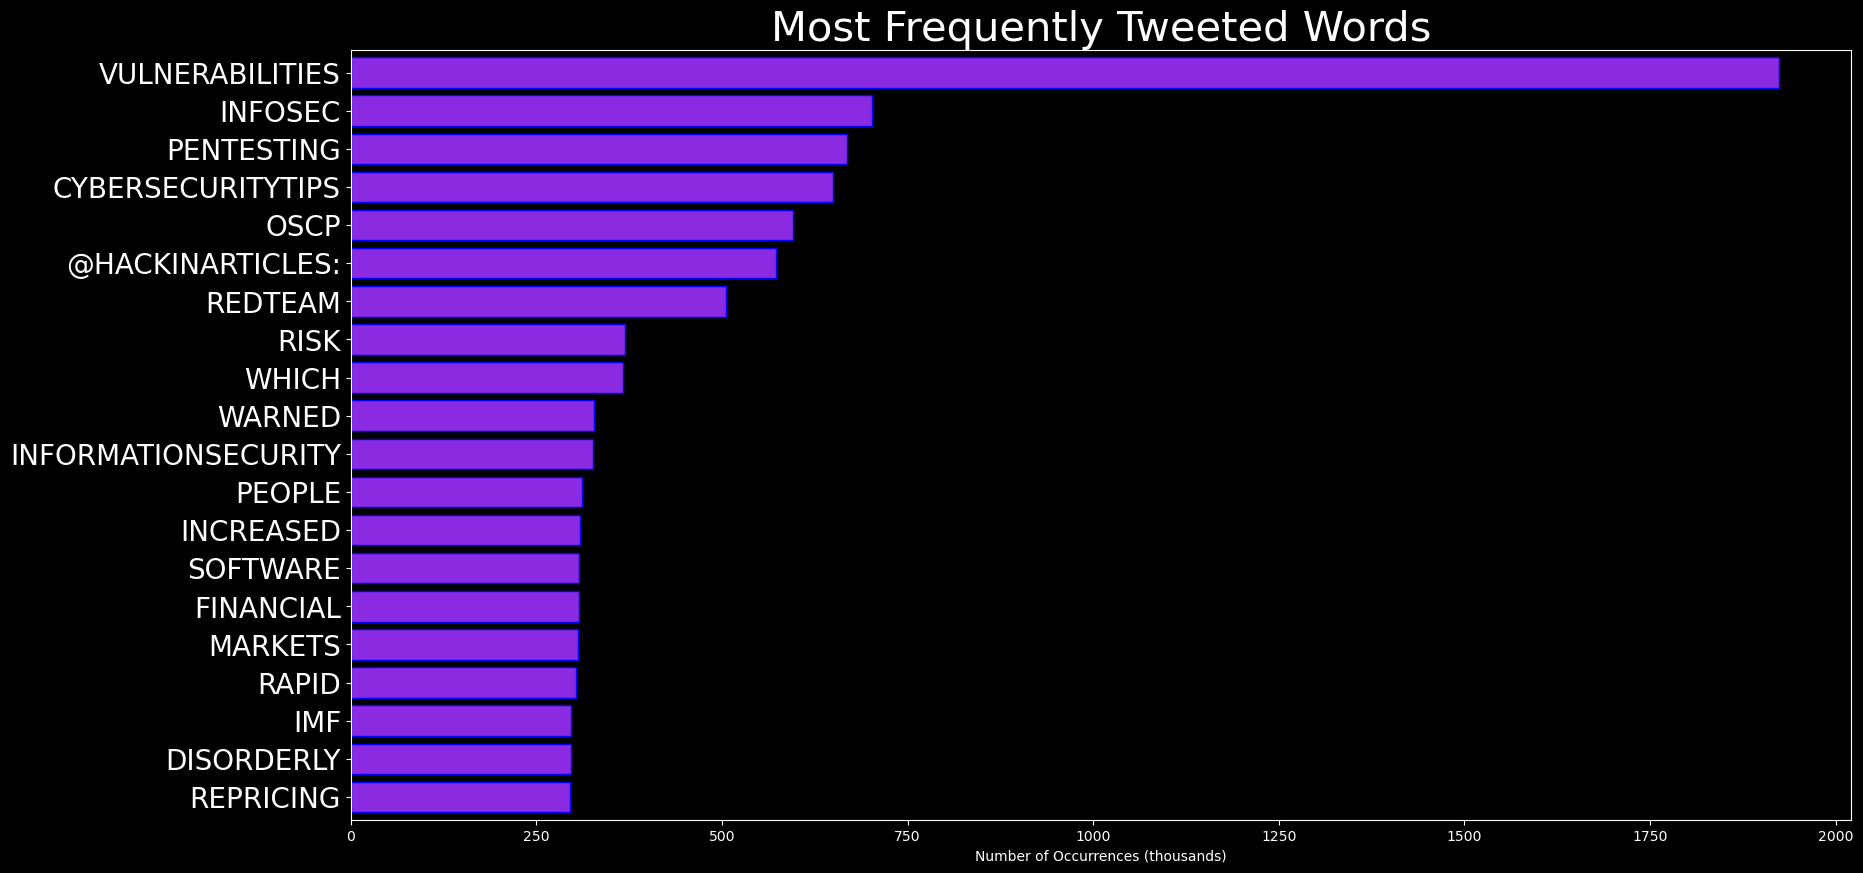 Most Frequently Tweeted Words
VULNERABILITIES
INFOSEC
PENTESTING
CYBERSECURITYTIPS
OSCP
@HACKINARTICLES:
REDTEAM
RISK
WHICH
WARNED
INFORMATIONSECURITY
PEOPLE
INCREASED
SOFTWARE
FINANCIAL
MARKETS
RAPID
IMF
DISORDERLY
REPRICING
0 250 500 750 1000 1250 1500 1750 2000
Number of Occurrences (thousands)